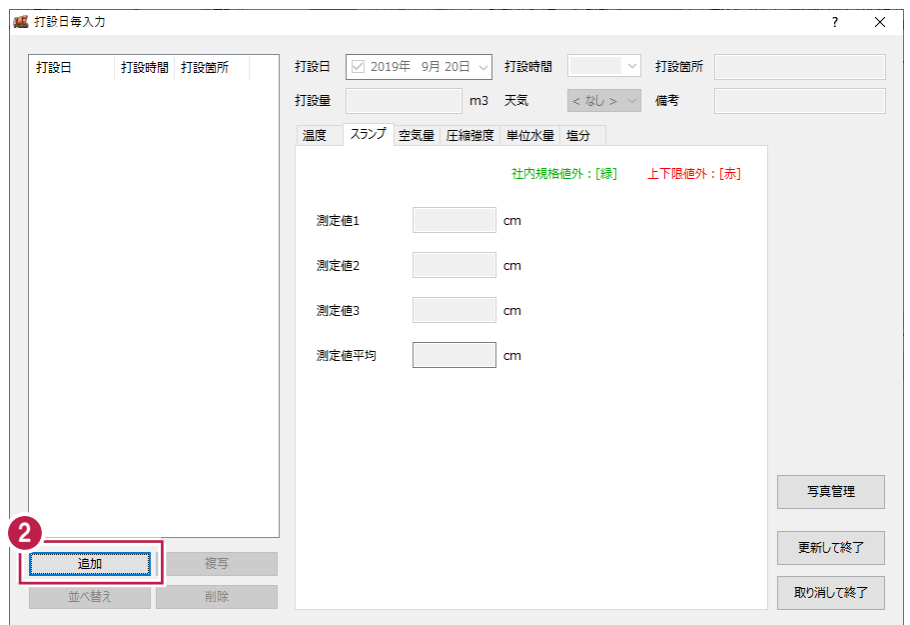 打設日毎入力
?
打設日 打設時間 打設箇所
打設日 2019年 9月 20日 打設時間 打設箇所
打設量 m3 天気 < なし > 備考
温度 スランプ 空気量 圧縮強度 単位水量 塩分
社内規格値外：[緑] 上下限値外：[赤]
測定値1 cm
測定値2 cm
測定値3 cm
測定値平均 cm
写真管理
2
追加 複写
更新して終了
並べ替え 削除
取り消して終了